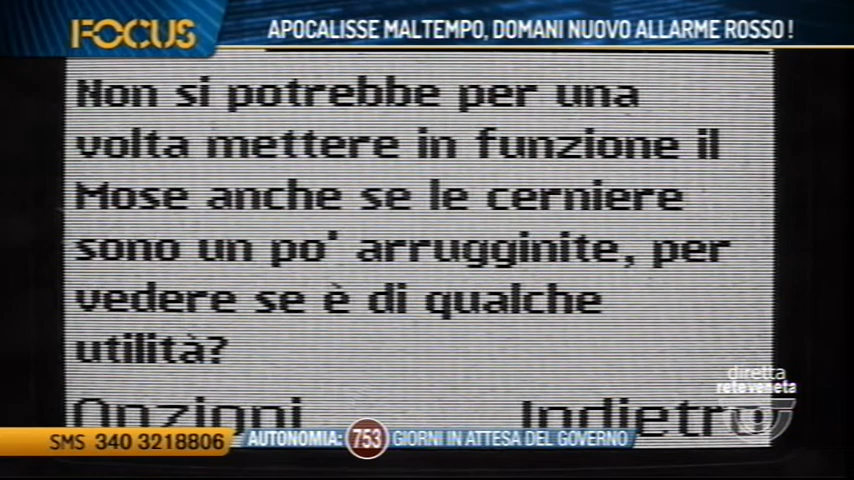 FOCUS
APOCALISSE MALTEMPO, DOMANI NUOVO ALLARME ROSSO!
Non si potrebbe per una
volta mettere in funzione il
Mose anche se le cerniere
sono un po' arrugginite, per
vedere se è di qualche
utilità?
Opzioni Indietro
diretta
reteveneta
SMS 340 3218806 AUTONOMIA: 753 GIORNI IN ATTESA DEL GOVERNO